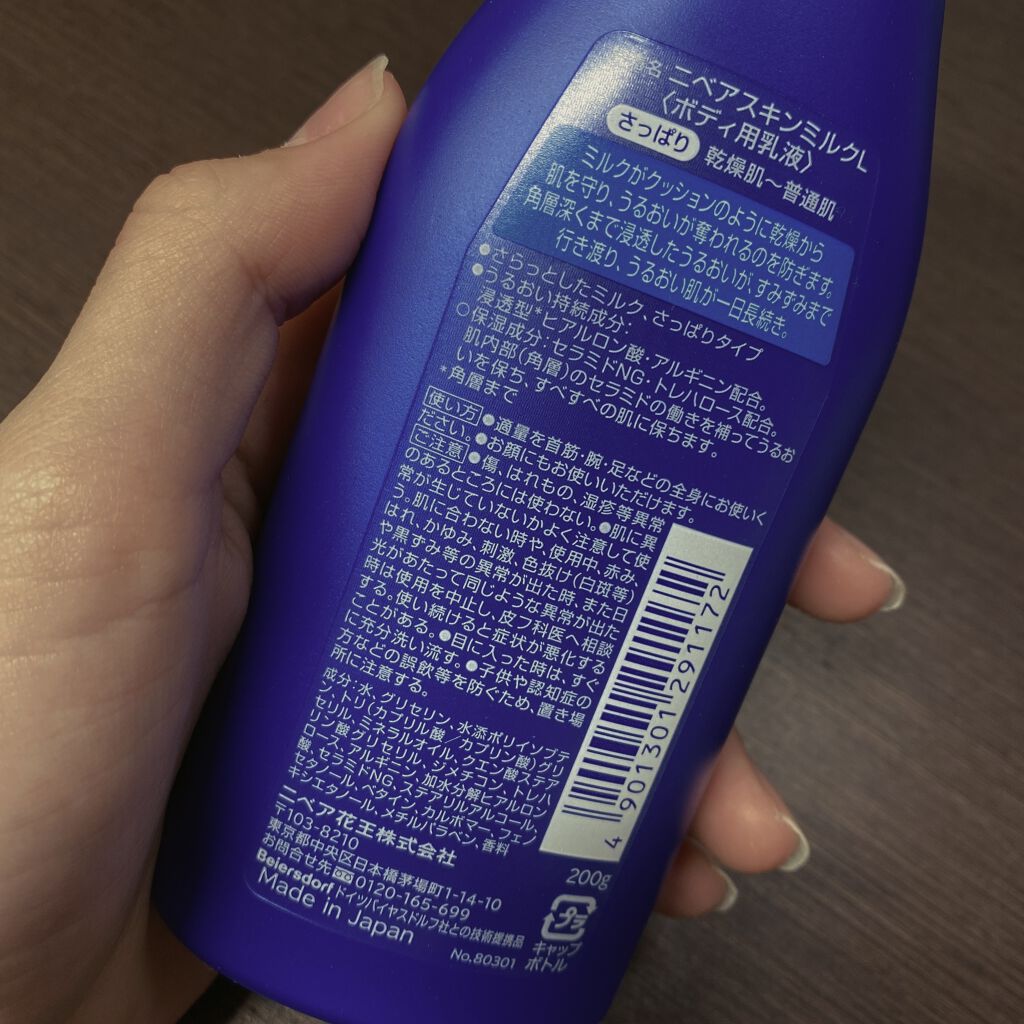 名 ニベアスキンミルクL
〈ボディ用乳液〉
さっぱり 乾燥肌~普通肌
ミルクがクッションのように乾燥から
肌を守り、うるおいが奪われるのを防ぎます。
角層深くまで浸透したうるおいが、すみずみまで
行き渡り、うるおい肌が一日長続き。
●さらっとしたミルク、さっぱりタイプ
●うるおい持続成分:
浸透型*ヒアルロン酸・アルギニン配合。
○保湿成分:セラミドNG・トレハロース配合。
肌内部(角層)のセラミドの働きを補ってうるお
いを保ち、すべすべの肌に保ちます。
*角層まで
使い方 ●適量を首筋・腕・足などの全身にお使いく
ださい。●お顔にもお使いいただけます。
ご注意 ●傷、はれもの、湿疹等異常
のあるところには使わない。●肌に異
常が生じていないかよく注意して使
う。肌に合わない時や、使用中、赤み、
はれ、かゆみ、刺激、色抜け(白斑等)
や黒ずみ等の異常が出た時、また日
光があたって同じような異常が出た
時は使用を中止し、皮フ科医へ相談
する。使い続けると症状が悪化する
ことがある。●目に入った時は、すぐ
に充分洗い流す。●子供や認知症の
方などの誤飲等を防ぐため、置き場
所に注意する。
成分:水、グリセリン、水添ポリイソブテ
ン、トリ(カプリル酸/カプリン酸)グリ
セリル、ミネラルオイル、クエン酸ステア
リン酸グリセリル、ジメチコン、トレハ
ロース、アルギニン、加水分解ヒアルロン
酸、セラミドNG、ステアリルアルコール、
セタノール、ベタイン、カルボマー、フェノ
キシエタノール、メチルパラベン、香料
ニベア花王株式会社
〒103-8210
東京都中央区日本橋茅場町1-14-10
お問合せ先 0120-165-699
Beiersdorf ドイツバイヤスドルフ社との技術提携品
Made in Japan
No.80301
4 901301 291172
200g
プラ
キャップ
ボトル